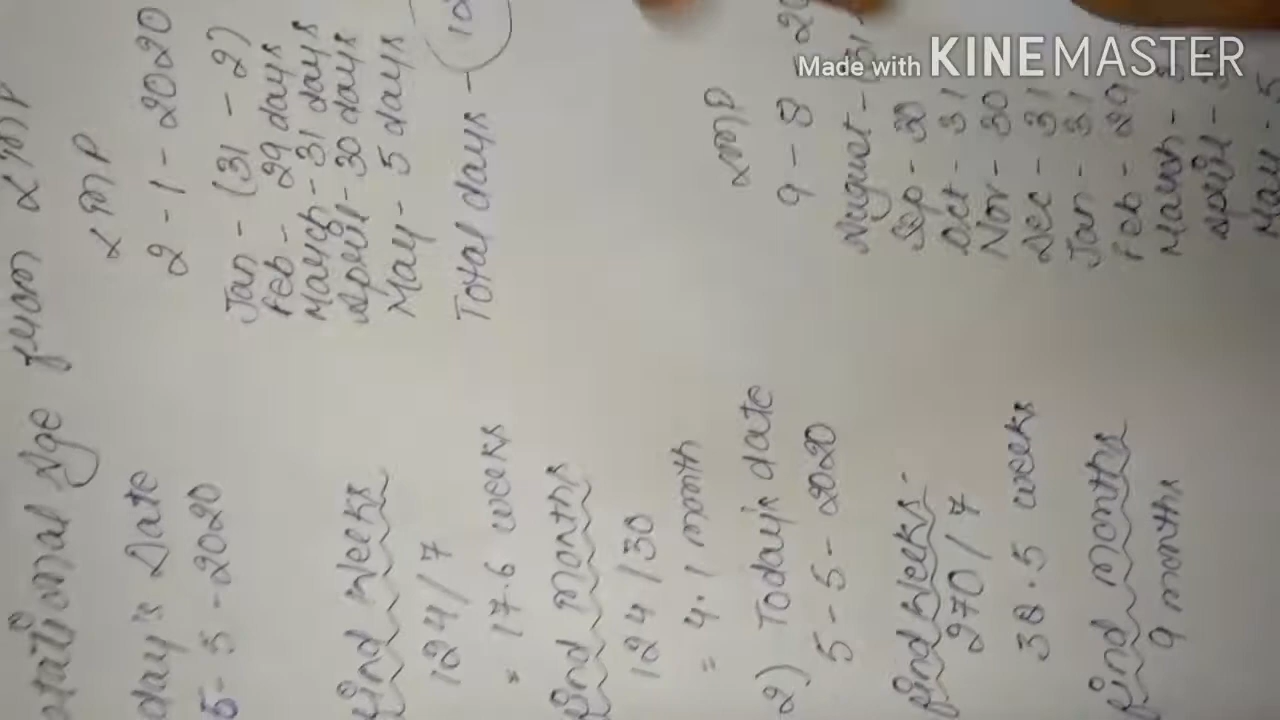 Gestational Age from LMP
day's Date
5-5-2020
LMP
2-1-2020
Jan - (31 - 2)
Feb - 29 days
March - 31 days
April - 30 days
May - 5 days
Total days -
find weeks
124/7
= 17.6 weeks
find months
124/30
= 4.1 month
2) Today's date
5-5-2020
LMP
9-8
August -
Sep - 30
Oct - 31
Nov - 30
Dec - 31
Jan - 31
Feb - 29
March -
April -
May - 5
find weeks-
270/7
38.5 weeks
find months
9 months
Made with KINEMASTER